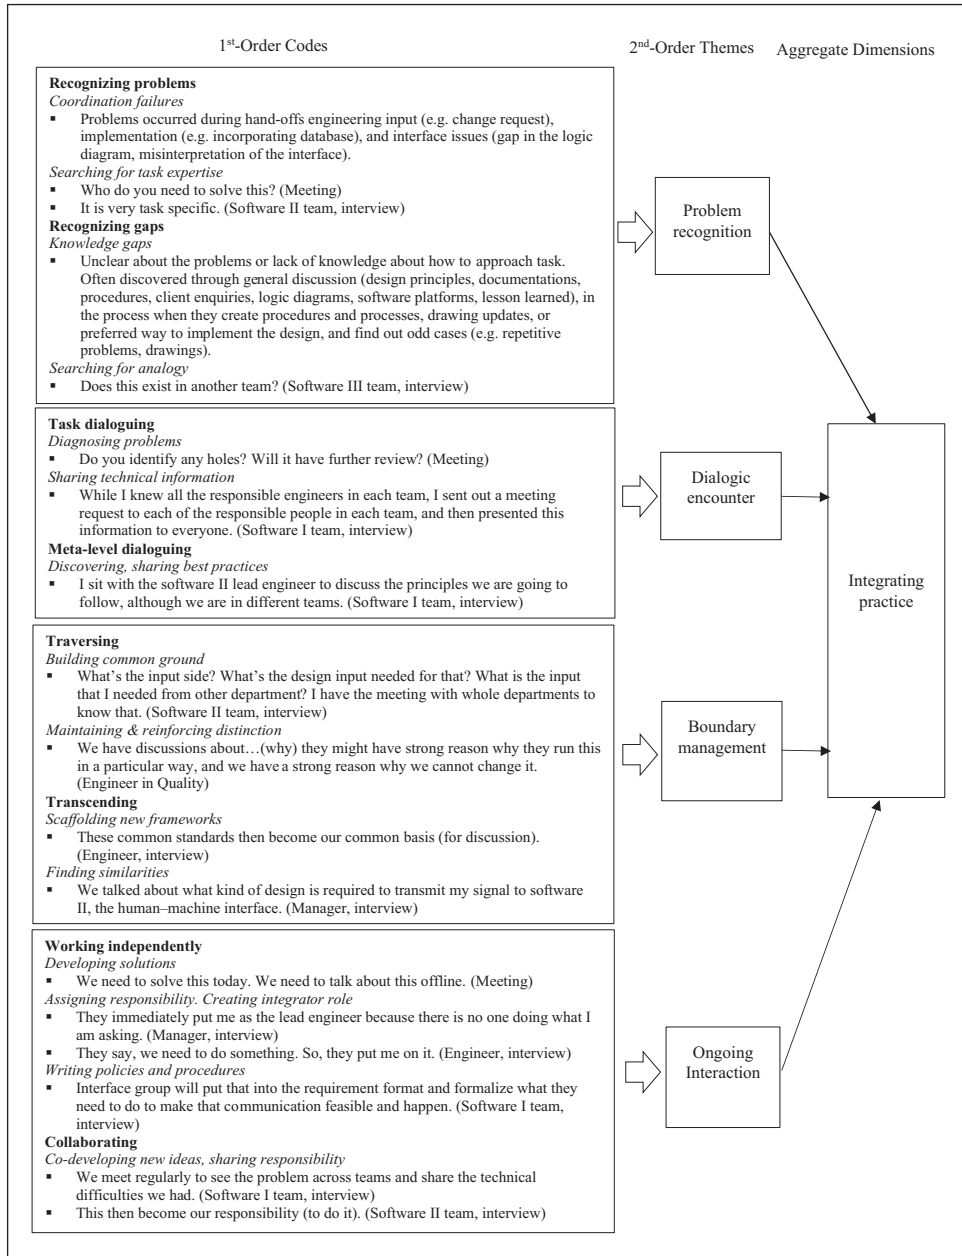 1st-Order Codes
2nd-Order Themes
Aggregate Dimensions
Recognizing problems
Coordination failures
▪ Problems occurred during hand-offs engineering input (e.g. change request),
implementation (e.g. incorporating database), and interface issues (gap in the logic
diagram, misinterpretation of the interface).
Searching for task expertise
▪ Who do you need to solve this? (Meeting)
▪ It is very task specific. (Software II team, interview)
Recognizing gaps
Knowledge gaps
▪ Unclear about the problems or lack of knowledge about how to approach task.
Often discovered through general discussion (design principles, documentations,
procedures, client enquiries, logic diagrams, software platforms, lesson learned), in
the process when they create procedures and processes, drawing updates, or
preferred way to implement the design, and find out odd cases (e.g. repetitive
problems, drawings).
Searching for analogy
▪ Does this exist in another team? (Software III team, interview)
Problem
recognition
Task dialoguing
Diagnosing problems
▪ Do you identify any holes? Will it have further review? (Meeting)
Sharing technical information
▪ While I knew all the responsible engineers in each team, I sent out a meeting
request to each of the responsible people in each team, and then presented this
information to everyone. (Software I team, interview)
Meta-level dialoguing
Discovering, sharing best practices
▪ I sit with the software II lead engineer to discuss the principles we are going to
follow, although we are in different teams. (Software I team, interview)
Dialogic
encounter
Traversing
Building common ground
▪ What's the input side? What's the design input needed for that? What is the input
that I needed from other department? I have the meeting with whole departments to
know that. (Software II team, interview)
Maintaining & reinforcing distinction
▪ We have discussions about…(why) they might have strong reason why they run this
in a particular way, and we have a strong reason why we cannot change it.
(Engineer in Quality)
Transcending
Scaffolding new frameworks
▪ These common standards then become our common basis (for discussion).
(Engineer, interview)
Finding similarities
▪ We talked about what kind of design is required to transmit my signal to software
II, the human–machine interface. (Manager, interview)
Boundary
management
Working independently
Developing solutions
▪ We need to solve this today. We need to talk about this offline. (Meeting)
Assigning responsibility. Creating integrator role
▪ They immediately put me as the lead engineer because there is no one doing what I
am asking. (Manager, interview)
▪ They say, we need to do something. So, they put me on it. (Engineer, interview)
Writing policies and procedures
▪ Interface group will put that into the requirement format and formalize what they
need to do to make that communication feasible and happen. (Software I team,
interview)
Collaborating
Co-developing new ideas, sharing responsibility
▪ We meet regularly to see the problem across teams and share the technical
difficulties we had. (Software I team, interview)
▪ This then become our responsibility (to do it). (Software II team, interview)
Ongoing
Interaction
Integrating
practice